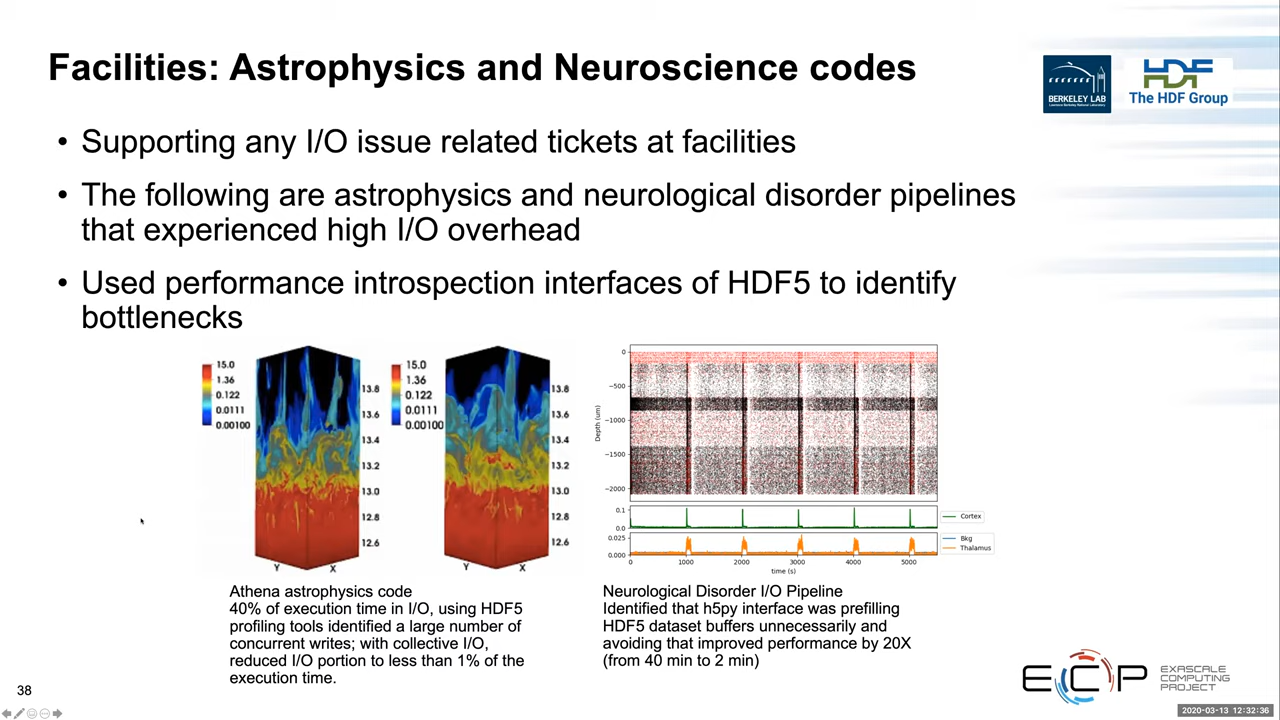 Facilities: Astrophysics and Neuroscience codes
BERKELEY LAB
The HDF Group
• Supporting any I/O issue related tickets at facilities
• The following are astrophysics and neurological disorder pipelines
that experienced high I/O overhead
• Used performance introspection interfaces of HDF5 to identify
bottlenecks
15.0
1.36
0.122
0.0111
0.00100
13.8
13.6
13.4
13.2
13.0
12.8
12.6
Y X
15.0
1.36
0.122
0.0111
0.00100
13.8
13.6
13.4
13.2
13.0
12.8
12.6
Y X
Depth (um)
0
−500
−1000
−1500
−2000
0.1
0.0
Cortex
0.025
0.000
Bkg
Thalamus
0 1000 2000 3000 4000 5000
time (s)
Athena astrophysics code
40% of execution time in I/O, using HDF5
profiling tools identified a large number of
concurrent writes; with collective I/O,
reduced I/O portion to less than 1% of the
execution time.
Neurological Disorder I/O Pipeline
Identified that h5py interface was prefilling
HDF5 dataset buffers unnecessarily and
avoiding that improved performance by 20X
(from 40 min to 2 min)
ECP
EXASCALE
COMPUTING
PROJECT
38
2020-03-13 12:32:36